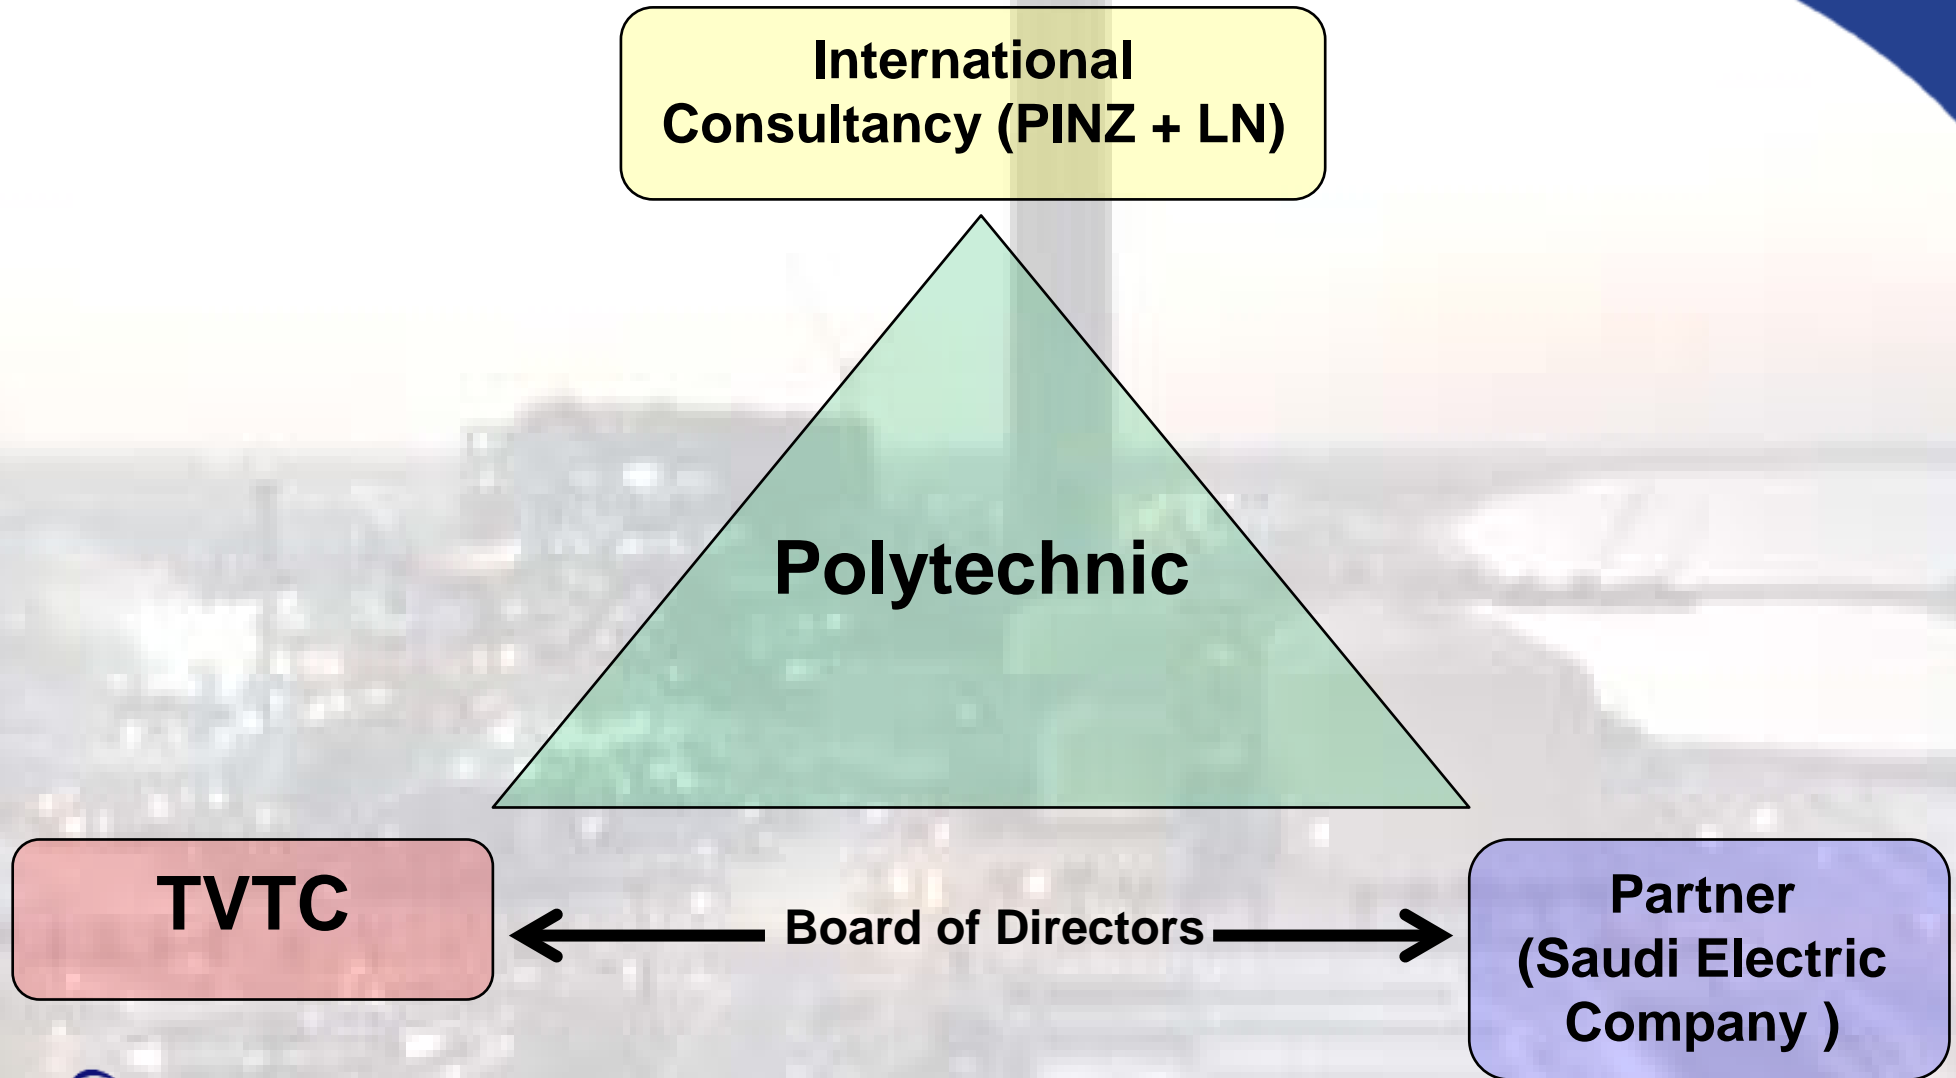 International
Consultancy (PINZ + LN)
Polytechnic
TVTC
Board of Directors
Partner
(Saudi Electric
Company )